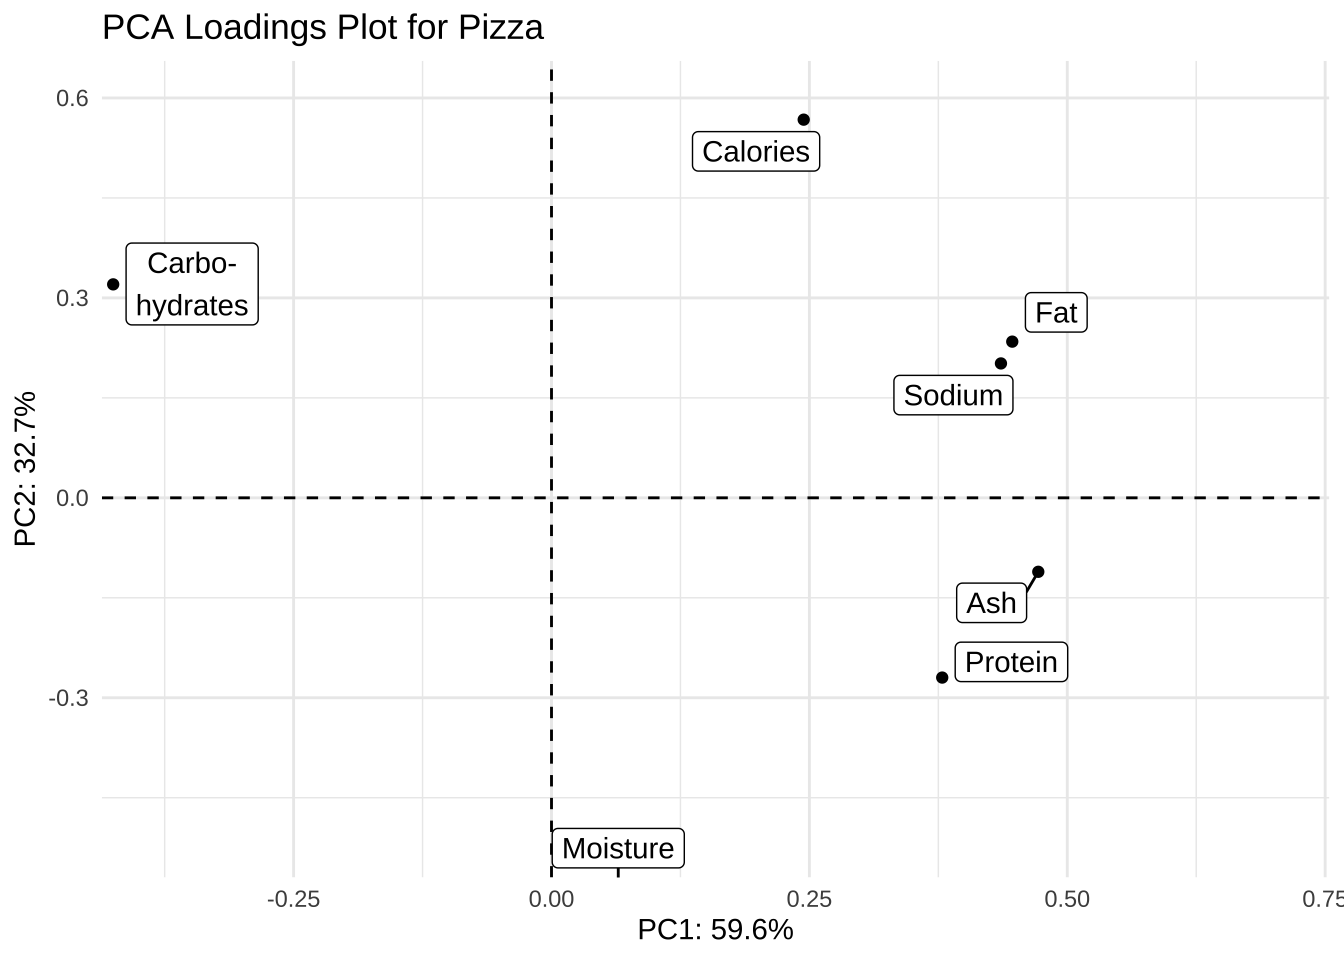 PCA Loadings Plot for Pizza
0.6
Calories
Carbo-
hydrates
0.3
Fat
Sodium
PC2: 32.7%
0.0
Ash
Protein
-0.3
Moisture
-0.25
0.00
0.25
0.50
0.75
PC1: 59.6%